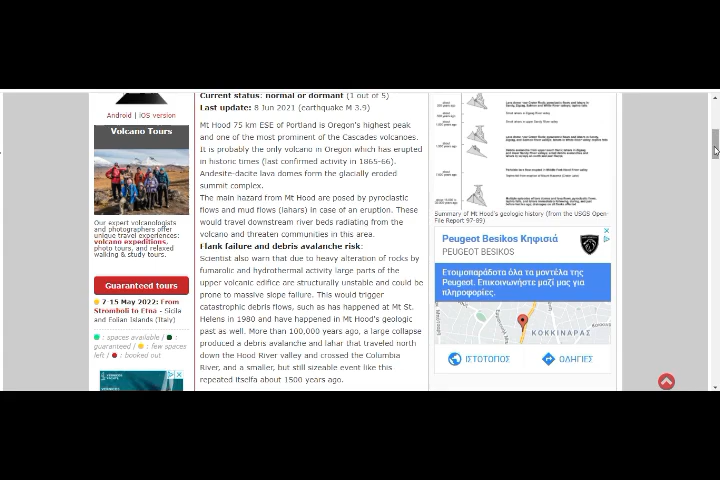 Current status: normal or dormant (1 out of 5)
Last update: 8 Jun 2021 (earthquake M 3.9)
Mt Hood 75 km ESE of Portland is Oregon's highest peak
and one of the most prominent of the Cascades volcanoes.
It is probably the only volcano in Oregon which has erupted
in historic times (last confirmed activity in 1865-66).
Andesite-dacite lava domes form the glacially eroded
summit complex.
The main hazard from Mt Hood are posed by pyroclastic
flows and mud flows (lahars) in case of an eruption. These
would travel downstream river beds radiating from the
volcano and threaten communities in this area.
Flank failure and debris avalanche risk:
Scientist also warn that due to heavy alteration of rocks by
fumarolic and hydrothermal activity large parts of the
upper volcanic edifice are structurally unstable and could be
prone to massive slope failure. This would trigger
catastrophic debris flows, such as has happened at Mt St.
Helens in 1980 and have happened in Mt Hood's geologic
past as well. More than 100,000 years ago, a large collapse
produced a debris avalanche and lahar that traveled north
down the Hood River valley and crossed the Columbia
River, and a smaller, but still sizeable event like this
repeated itselfa about 1500 years ago.
Android | iOS version
Volcano Tours
Our expert volcanologists
and photographers offer
unique travel experiences:
volcano expeditions,
photo tours, and relaxed
walking & study tours.
Guaranteed tours
7-15 May 2022: From
Stromboli to Etna - Sicily
and Eolian Islands (Italy)
: spaces available /
: guaranteed / : few spaces
left / : booked out
Summary of Mt Hood's geologic history (from the USGS Open-
File Report 97-89)
Peugeot Besikos Κηφισιά
PEUGEOT BESIKOS
Ετοιμοπαράδοτα όλα τα μοντέλα της
Peugeot. Επικοινωνήστε μαζί μας για
πληροφορίες.
ΚΟΚΚΙΝΑΡΑΣ
ΙΣΤΟΤΟΠΟΣ
ΟΔΗΓΙΕΣ